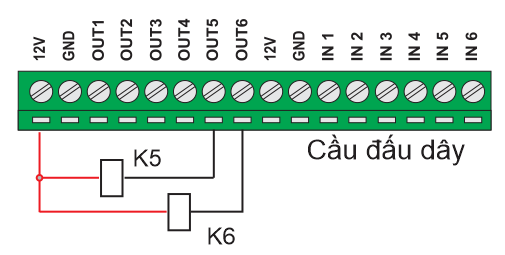 12V GND OUT1 OUT2 OUT3 OUT4 OUT5 OUT6 12V GND IN 1 IN 2 IN 3 IN 4 IN 5 IN 6
Cầu đấu dây
K5
K6